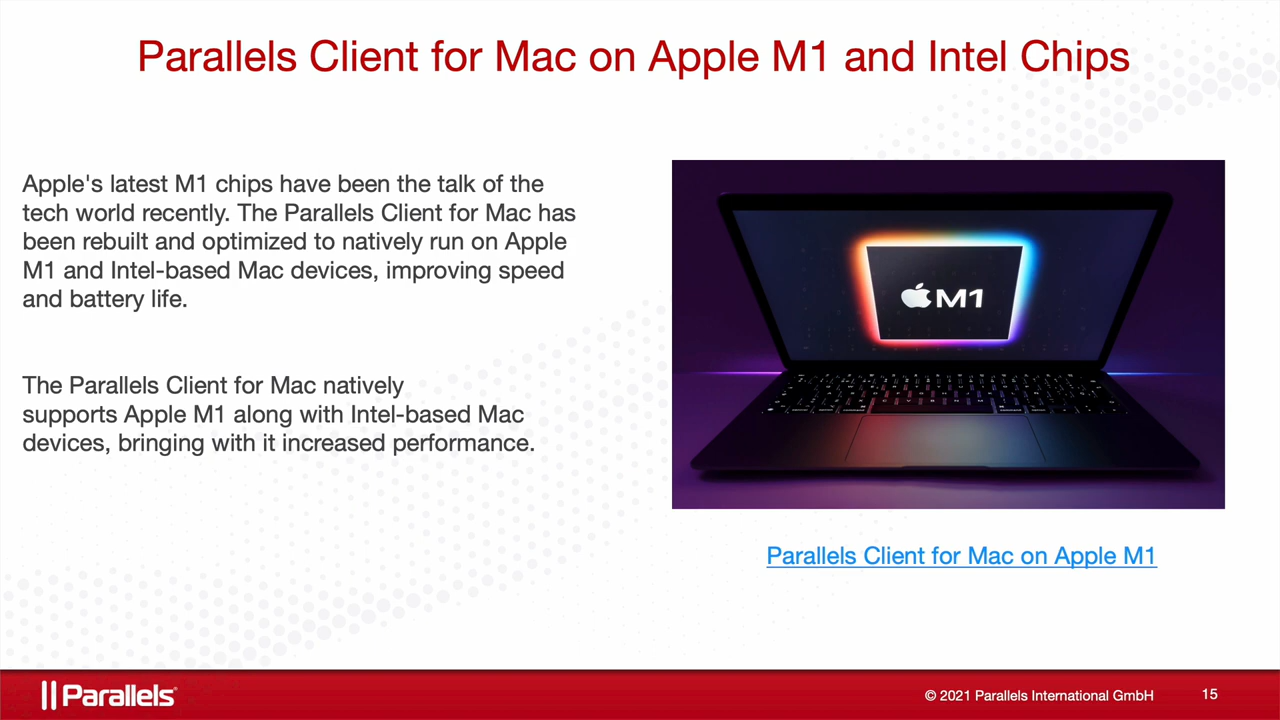 Parallels Client for Mac on Apple M1 and Intel Chips
Apple's latest M1 chips have been the talk of the
tech world recently. The Parallels Client for Mac has
been rebuilt and optimized to natively run on Apple
M1 and Intel-based Mac devices, improving speed
and battery life.
The Parallels Client for Mac natively
supports Apple M1 along with Intel-based Mac
devices, bringing with it increased performance.
M1
Parallels Client for Mac on Apple M1
Parallels®
© 2021 Parallels International GmbH
15